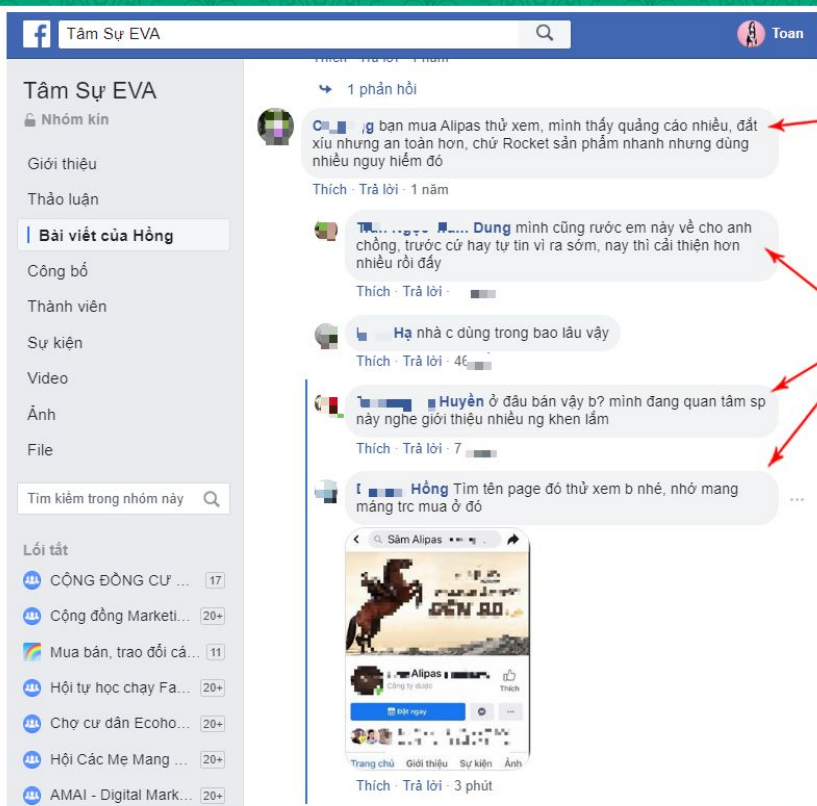 Tâm Sự EVA
Toan
Tâm Sự EVA
Nhóm kín
Giới thiệu
Thảo luận
Bài viết của Hồng
Công bố
Thành viên
Sự kiện
Video
Ảnh
File
Tìm kiếm trong nhóm này
Lối tắt
CỘNG ĐỒNG CƯ ... 17
Cộng đồng Marketi... 20+
Mua bán, trao đổi cá... 11
Hội tự học chạy Fa... 20+
Chợ cư dân Ecoho... 20+
Hội Các Mẹ Mang ... 20+
AMAI - Digital Mark... 20+
1 phản hồi
bạn mua Alipas thử xem, mình thấy quảng cáo nhiều, đắt
xíu nhưng an toàn hơn, chứ Rocket sản phẩm nhanh nhưng dùng
nhiều nguy hiểm đó
Thích · Trả lời · 1 năm
Dung mình cũng rước em này về cho anh
chồng, trước cứ hay tự tin vì ra sớm, nay thì cải thiện hơn
nhiều rồi đấy
Thích · Trả lời ·
Hạ nhà c dùng trong bao lâu vậy
Thích · Trả lời · 46
Huyền ở đâu bán vậy b? mình đang quan tâm sp
này nghe giới thiệu nhiều ng khen lắm
Thích · Trả lời · 7
Hồng Tìm tên page đó thử xem b nhé, nhớ mang
máng trc mua ở đó
Sâm Alipas
Alipas
Công ty dược
Thích
Đặt ngay
Trang chủ Giới thiệu Sự kiện Ảnh
Thích · Trả lời · 3 phút